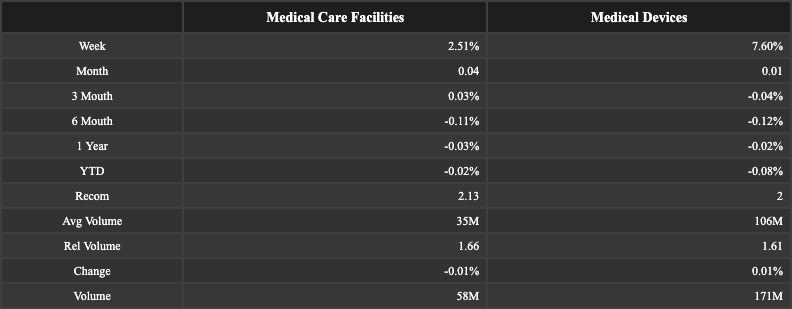 Medical Care Facilities Medical Devices
Week 2.51% 7.60%
Month 0.04 0.01
3 Mouth 0.03% -0.04%
6 Mouth -0.11% -0.12%
1 Year -0.03% -0.02%
YTD -0.02% -0.08%
Recom 2.13 2
Avg Volume 35M 106M
Rel Volume 1.66 1.61
Change -0.01% 0.01%
Volume 58M 171M